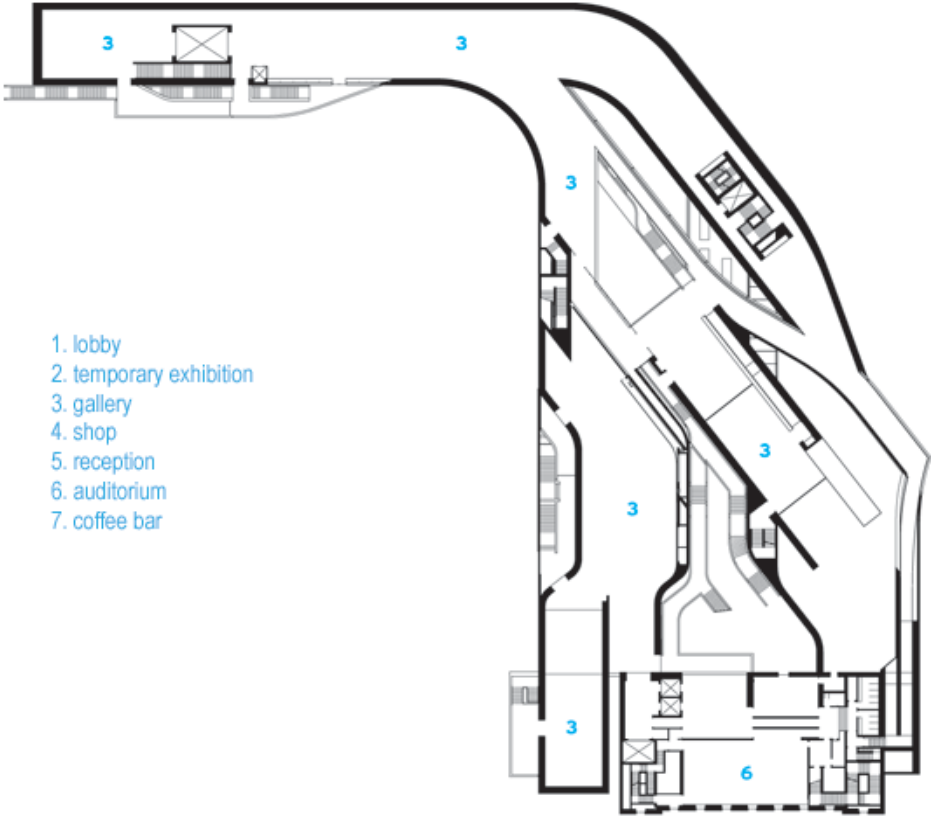 3
3
3
1. lobby
2. temporary exhibition
3. gallery
4. shop
5. reception
6. auditorium
7. coffee bar
3
3
3
6